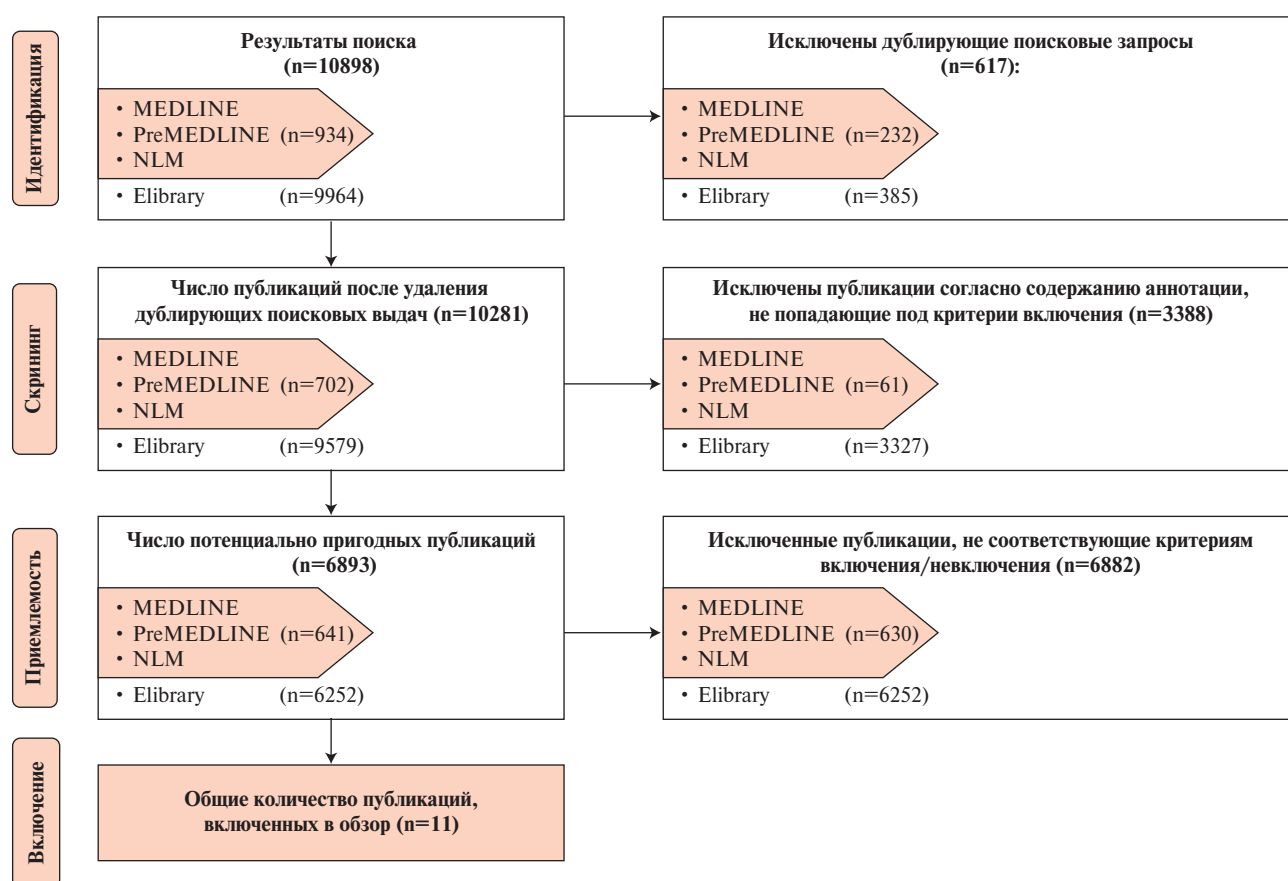 Идентификация
Результаты поиска
(n=10898)
• MEDLINE
• PreMEDLINE (n=934)
• NLM
• Elibrary (n=9964)
Исключены дублирующие поисковые запросы
(n=617):
• MEDLINE
• PreMEDLINE (n=232)
• NLM
• Elibrary (n=385)
Скрининг
Число публикаций после удаления
дублирующих поисковых выдач (n=10281)
• MEDLINE
• PreMEDLINE (n=702)
• NLM
• Elibrary (n=9579)
Исключены публикации согласно содержанию аннотации,
не попадающие под критерии включения (n=3388)
• MEDLINE
• PreMEDLINE (n=61)
• NLM
• Elibrary (n=3327)
Приемлемость
Число потенциально пригодных публикаций
(n=6893)
• MEDLINE
• PreMEDLINE (n=641)
• NLM
• Elibrary (n=6252)
Исключенные публикации, не соответствующие критериям
включения/невключения (n=6882)
• MEDLINE
• PreMEDLINE (n=630)
• NLM
• Elibrary (n=6252)
Включение
Общие количество публикаций,
включенных в обзор (n=11)